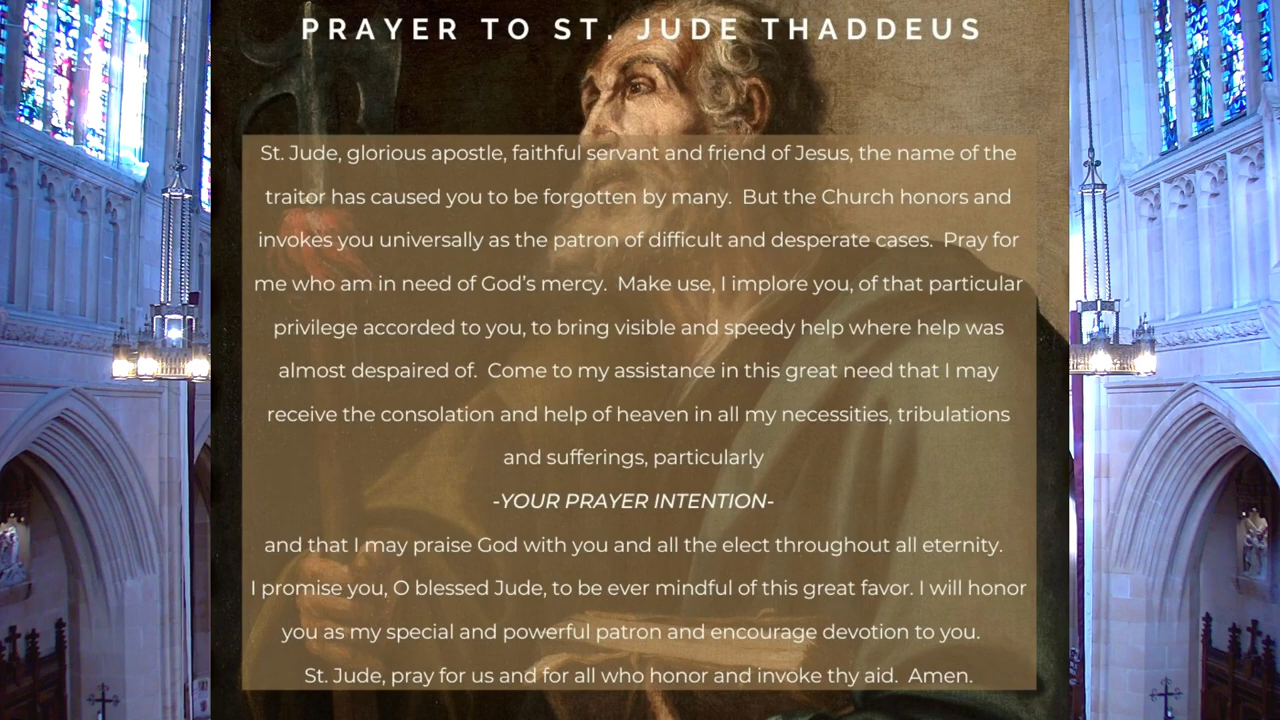 PRAYER TO ST. JUDE THADDEUS
St. Jude, glorious apostle, faithful servant and friend of Jesus, the name of the
traitor has caused you to be forgotten by many.  But the Church honors and
invokes you universally as the patron of difficult and desperate cases.  Pray for
me who am in need of God's mercy.  Make use, I implore you, of that particular
privilege accorded to you, to bring visible and speedy help where help was
almost despaired of.  Come to my assistance in this great need that I may
receive the consolation and help of heaven in all my necessities, tribulations
and sufferings, particularly
-YOUR PRAYER INTENTION-
and that I may praise God with you and all the elect throughout all eternity.
I promise you, O blessed Jude, to be ever mindful of this great favor. I will honor
you as my special and powerful patron and encourage devotion to you.
St. Jude, pray for us and for all who honor and invoke thy aid.  Amen.